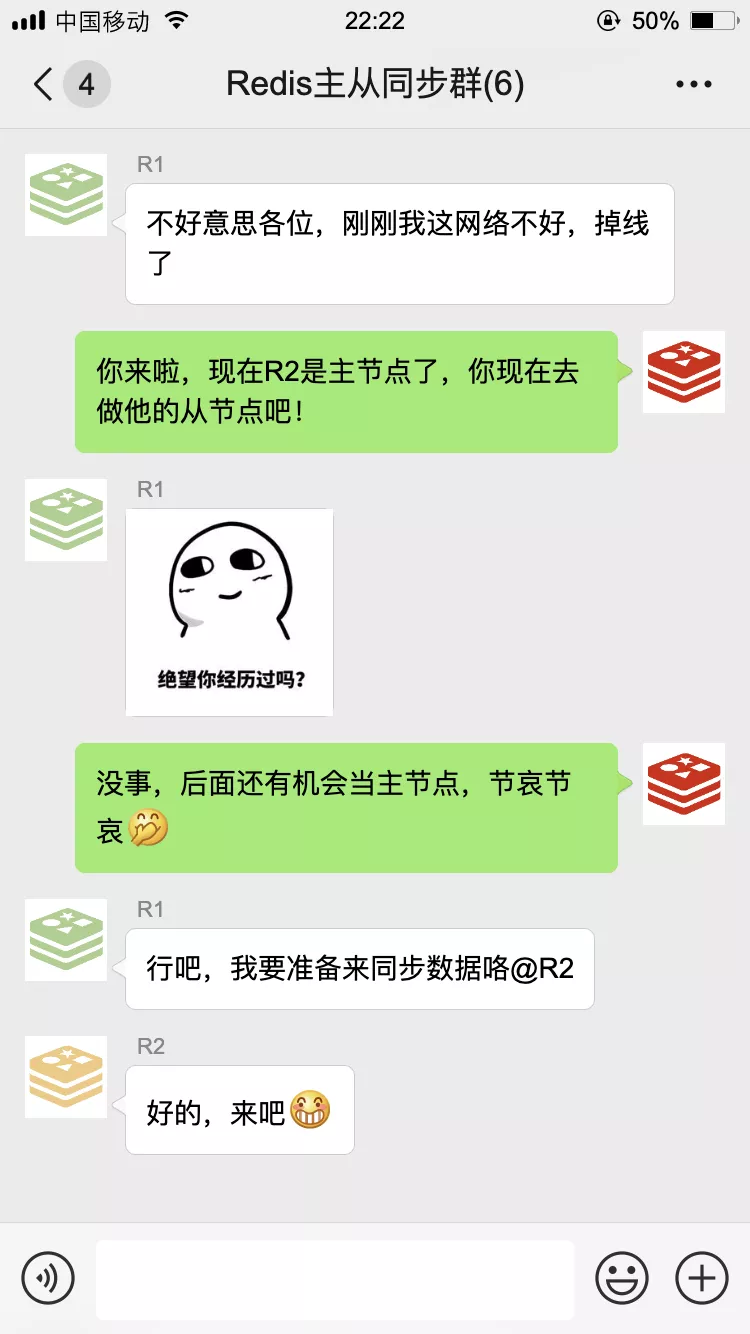 中国移动
22:22
50%
4
Redis主从同步群(6)
R1
不好意思各位，刚刚我这网络不好，掉线
了
你来啦，现在R2是主节点了，你现在去
做他的从节点吧！
R1
绝望你经历过吗?
没事，后面还有机会当主节点，节哀节
哀🤭
R1
行吧，我要准备来同步数据咯@R2
R2
好的，来吧😁